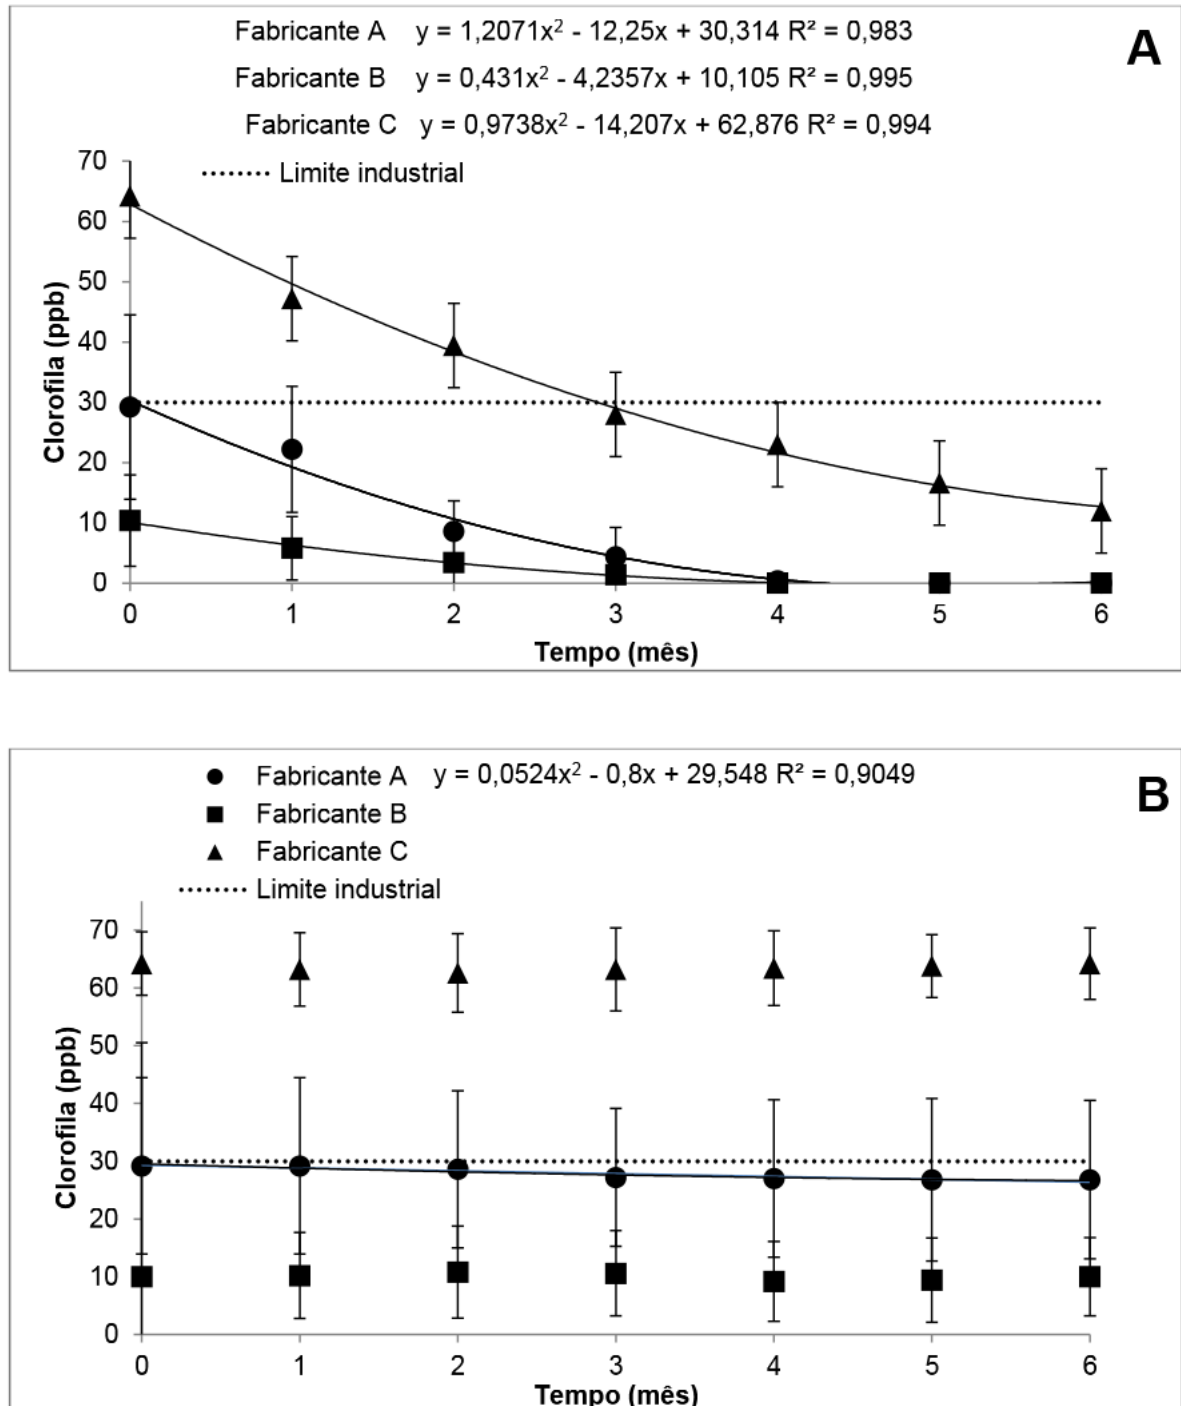 Fabricante A y = 1,2071x² - 12,25x + 30,314 R² = 0,983
A
Fabricante B y = 0,431x² - 4,2357x + 10,105 R² = 0,995
Fabricante C y = 0,9738x² - 14,207x + 62,876 R² = 0,994
Limite industrial
70
60
50
40
30
20
10
0
Clorofila (ppb)
0 1 2 3 4 5 6
Tempo (mês)
Fabricante A y = 0,0524x² - 0,8x + 29,548 R² = 0,9049
B
Fabricante B
Fabricante C
Limite industrial
70
60
50
40
30
20
10
0
Clorofila (ppb)
0 1 2 3 4 5 6
Tempo (mês)